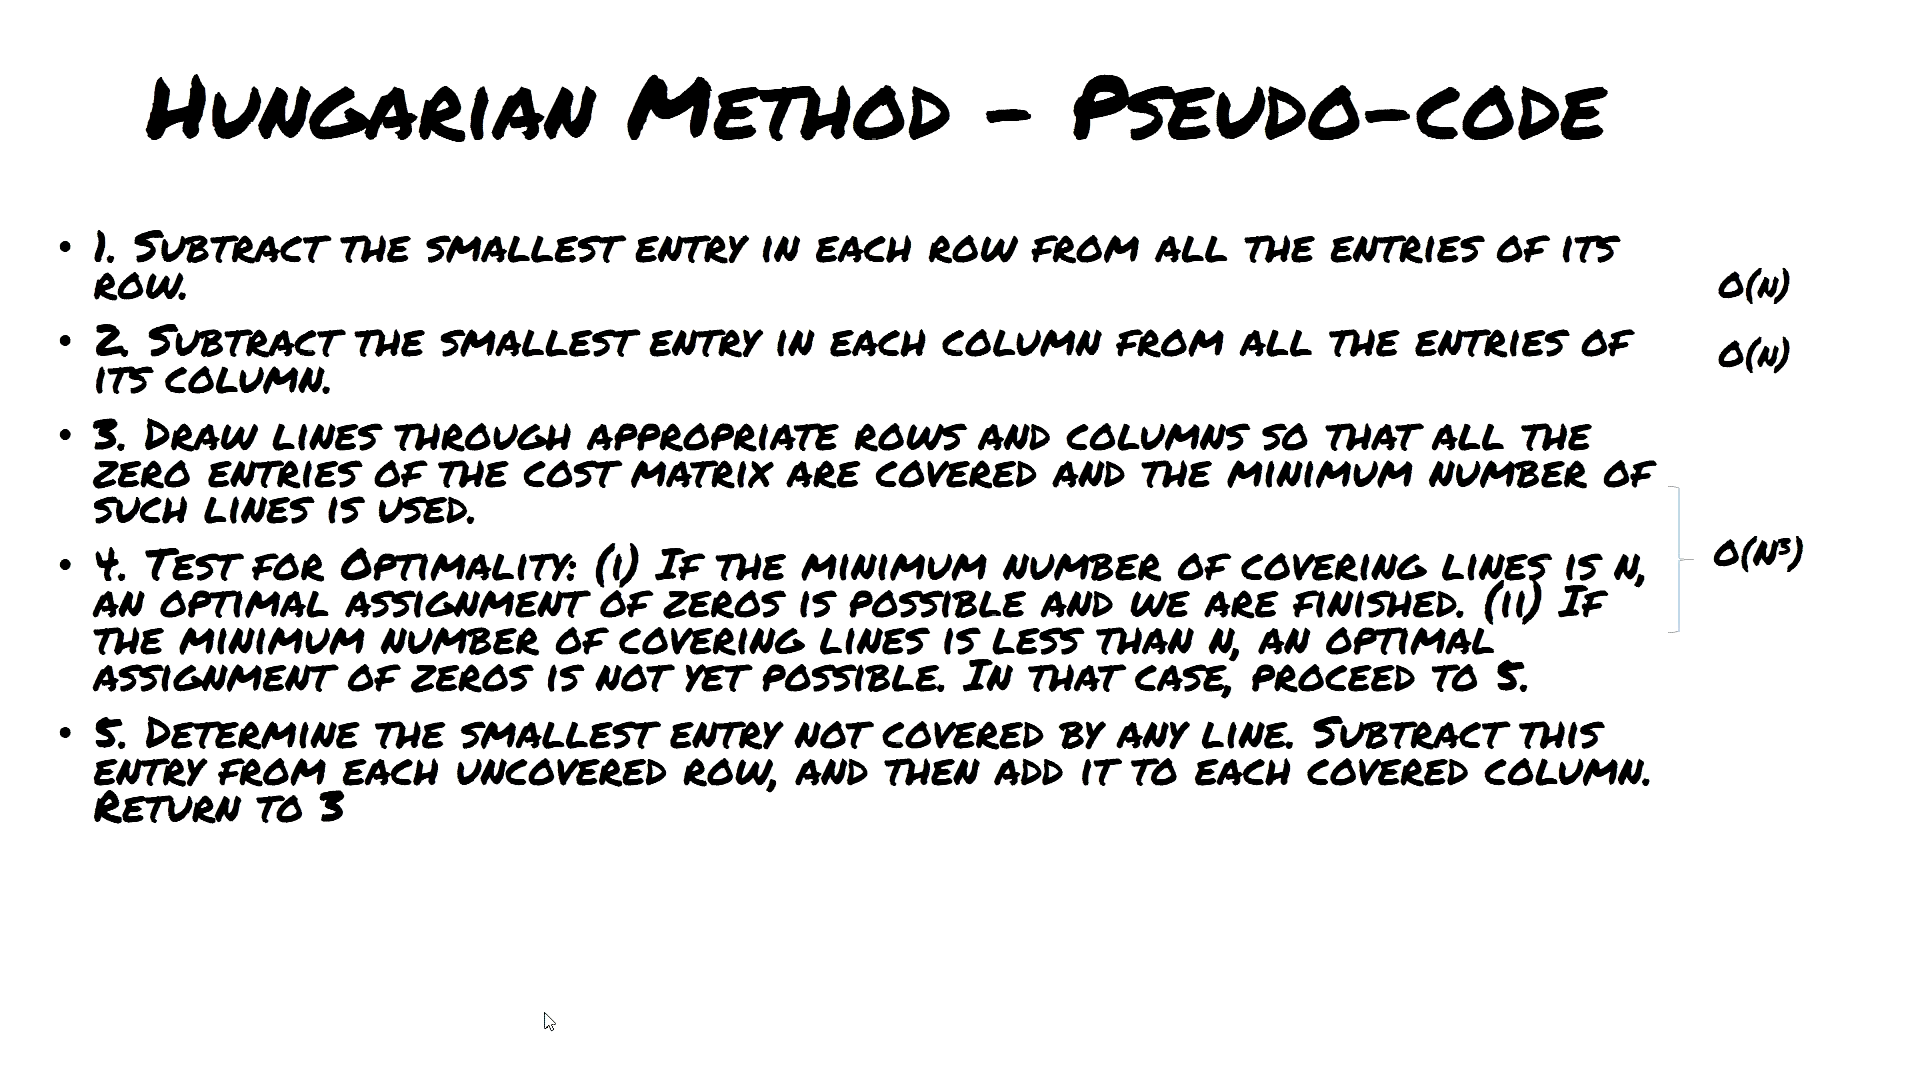 Hungarian Method – Pseudo-code
• 1. Subtract the smallest entry in each row from all the entries of its
row.
O(n)
• 2. Subtract the smallest entry in each column from all the entries of
its column.
O(n)
• 3. Draw lines through appropriate rows and columns so that all the
zero entries of the cost matrix are covered and the minimum number of
such lines is used.
• 4. Test for Optimality: (i) If the minimum number of covering lines is n,
an optimal assignment of zeros is possible and we are finished. (ii) If
the minimum number of covering lines is less than n, an optimal
assignment of zeros is not yet possible. In that case, proceed to 5.
O(N³)
• 5. Determine the smallest entry not covered by any line. Subtract this
entry from each uncovered row, and then add it to each covered column.
Return to 3